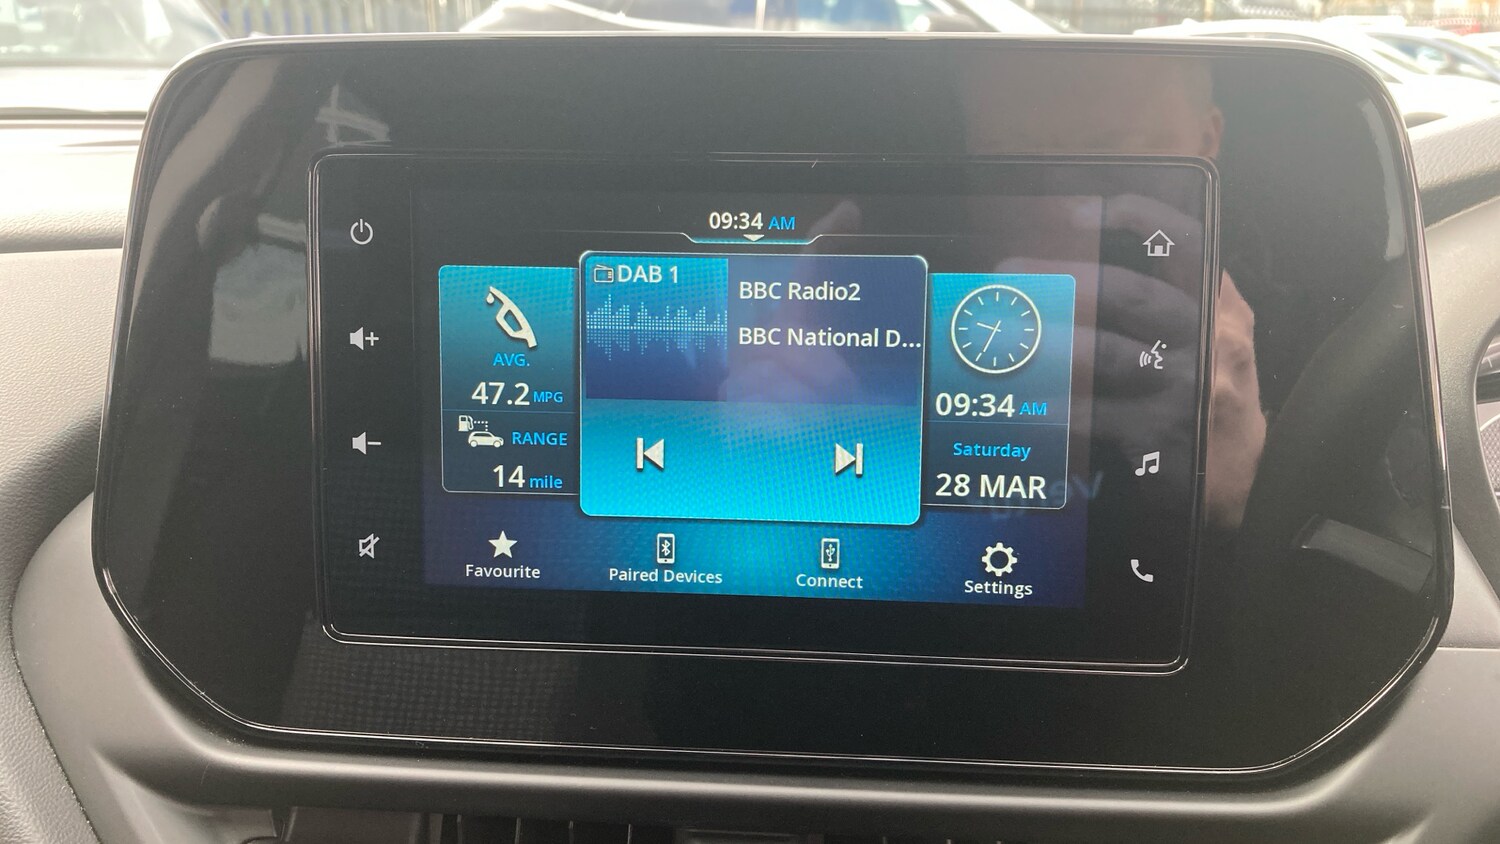 09:34 AM
DAB 1
BBC Radio2
BBC National D...
AVG.
47.2 MPG
RANGE
14 mile
09:34 AM
Saturday
28 MAR
Favourite
Paired Devices
Connect
Settings